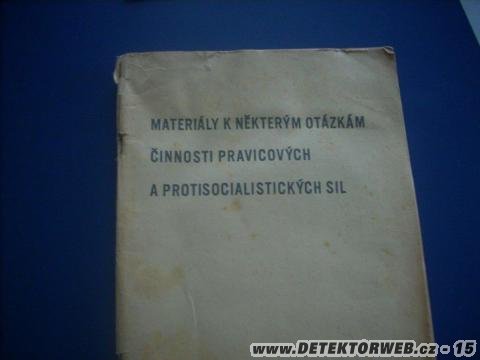 MATERIÁLY K NĚKTERÝM OTÁZKÁM
ČINNOSTI PRAVICOVÝCH
A PROTISOCIALISTICKÝCH SIL
www.DETEKTORWEB.cz - 15